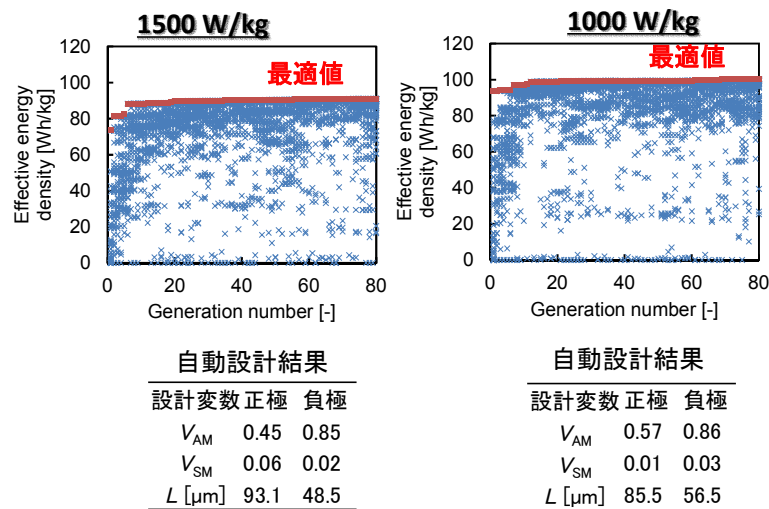 1500 W/kg
最適値
Effective energy
density [Wh/kg]
120
100
80
60
40
20
0
0 20 40 60 80
Generation number [-]
自動設計結果
設計変数 正極 負極
VAM 0.45 0.85
VSM 0.06 0.02
L [μm] 93.1 48.5
1000 W/kg
最適値
Effective energy
density [Wh/kg]
120
100
80
60
40
20
0
0 20 40 60 80
Generation number [-]
自動設計結果
設計変数 正極 負極
VAM 0.57 0.86
VSM 0.01 0.03
L [μm] 85.5 56.5